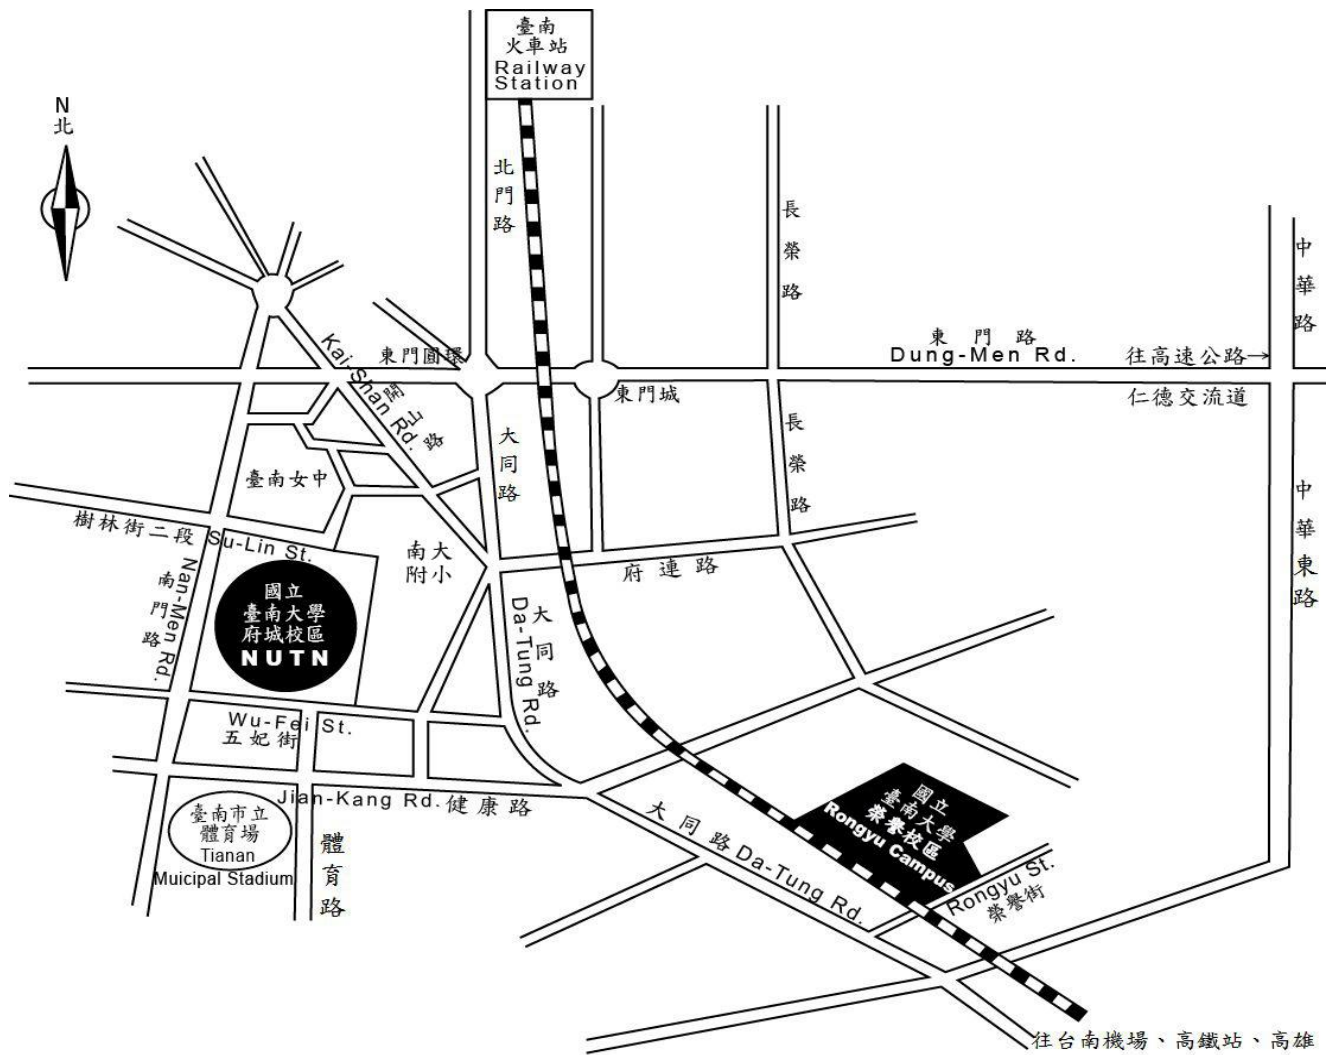 臺南
火車站
Railway
Station
N
北
北門路
長榮路
中華路
東門路
Dung-Men Rd.
往高速公路→
仁德交流道
東門圓環
東門城
Kai-Shan Rd.
開山路
大同路
長榮路
中華東路
臺南女中
樹林街二段 Su-Lin St.
南大
附小
府連路
Nan-Men Rd.
南門路
國立
臺南大學
府城校區
NUTN
Da-Tung Rd.
大同路
Wu-Fei St.
五妃街
Jian-Kang Rd. 健康路
臺南市立
體育場
Tianan
Muicipal Stadium
體育路
大同路 Da-Tung Rd.
國立
臺南大學
榮譽校區
Rongyu Campus
Rongyu St.
榮譽街
往台南機場、高鐵站、高雄